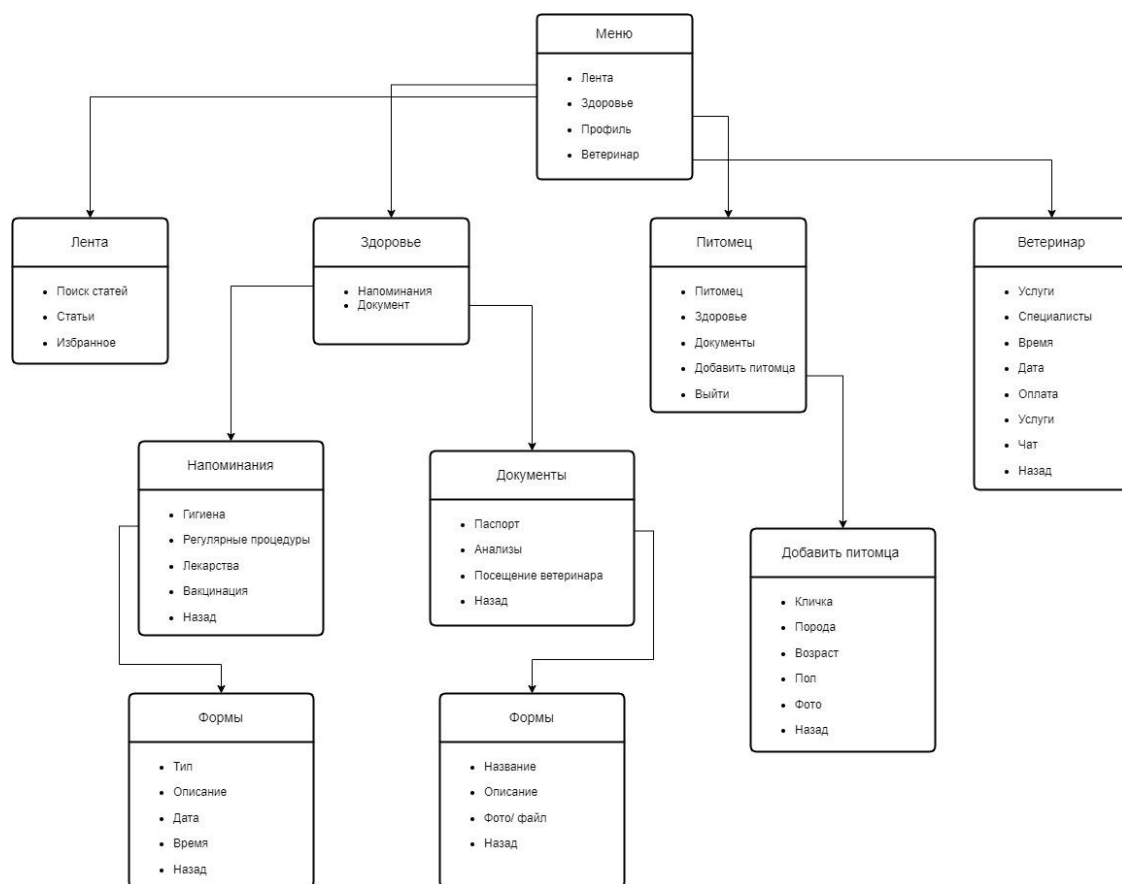 Меню
Лента
Здоровье
Профиль
Ветеринар
Лента
Поиск статей
Статьи
Избранное
Здоровье
Напоминания
Документ
Питомец
Питомец
Здоровье
Документы
Добавить питомца
Выйти
Ветеринар
Услуги
Специалисты
Время
Дата
Оплата
Услуги
Чат
Назад
Напоминания
Гигиена
Регулярные процедуры
Лекарства
Вакцинация
Назад
Документы
Паспорт
Анализы
Посещение ветеринара
Назад
Добавить питомца
Кличка
Порода
Возраст
Пол
Фото
Назад
Формы
Тип
Описание
Дата
Время
Назад
Формы
Название
Описание
Фото/ файл
Назад